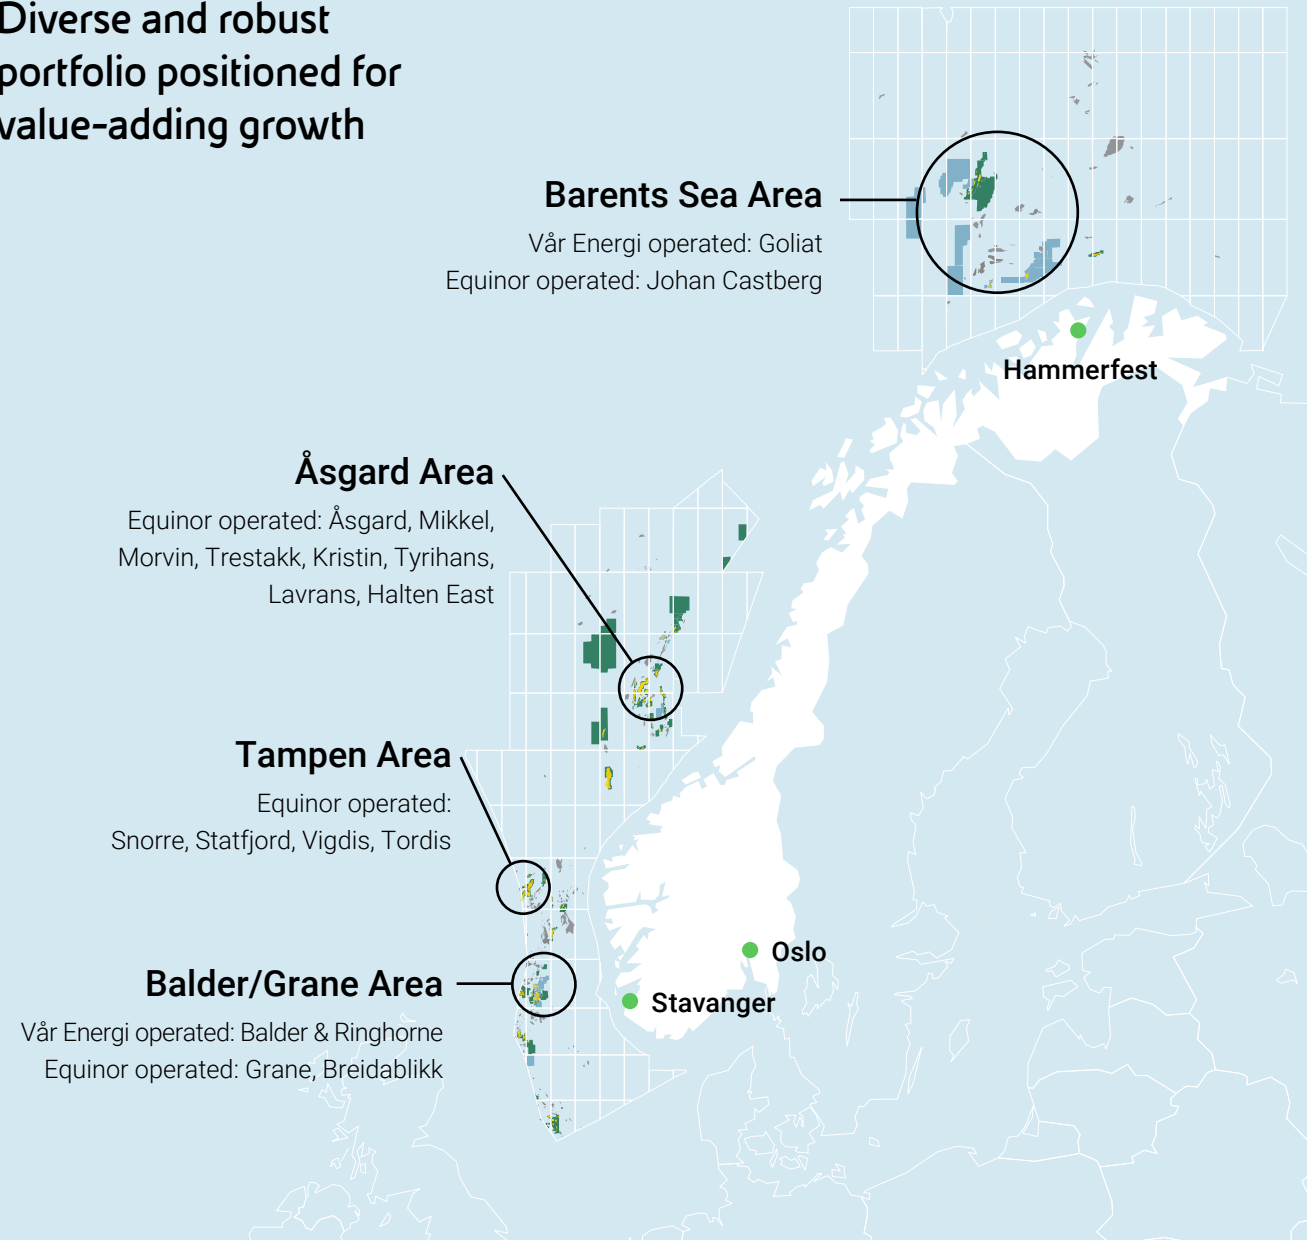 Diverse and robust
portfolio positioned for
value-adding growth
Barents Sea Area
Vår Energi operated: Goliat
Equinor operated: Johan Castberg
Hammerfest
Åsgard Area
Equinor operated: Åsgard, Mikkel,
Morvin, Trestakk, Kristin, Tyrihans,
Lavrans, Halten East
Tampen Area
Equinor operated:
Snorre, Statfjord, Vigdis, Tordis
Oslo
Balder/Grane Area
Stavanger
Vår Energi operated: Balder & Ringhorne
Equinor operated: Grane, Breidablikk